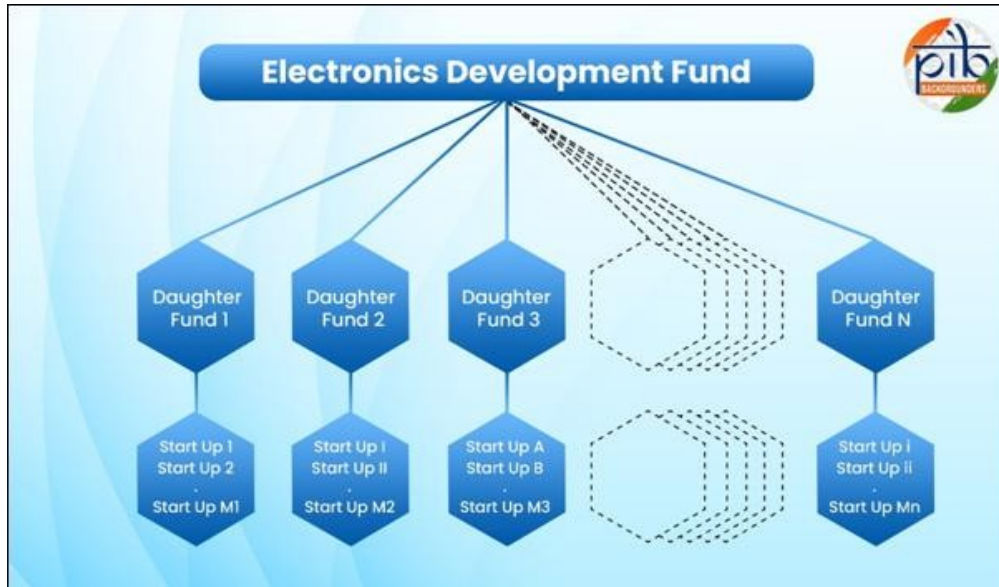 Electronics Development Fund
pib
BACKGROUNDERS
Daughter
Fund 1
Daughter
Fund 2
Daughter
Fund 3
Daughter
Fund N
Start Up 1
Start Up 2
.
Start Up M1
Start Up I
Start Up II
.
Start Up M2
Start Up A
Start Up B
.
Start Up M3
Start Up i
Start Up ii
.
Start Up Mn